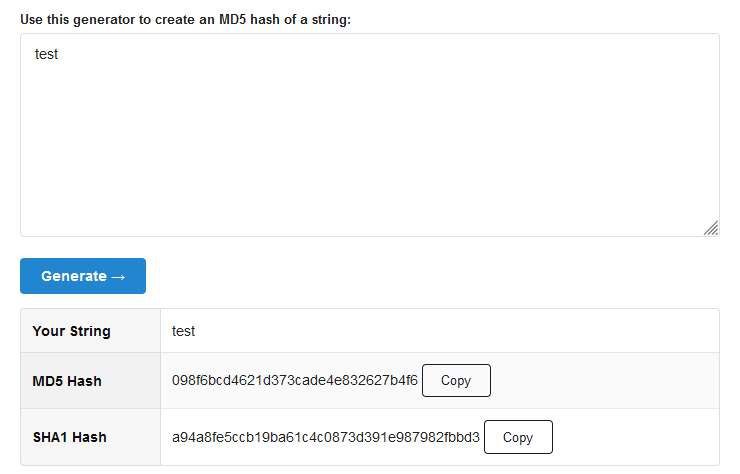 Use this generator to create an MD5 hash of a string:
test
Generate →
Your String test
MD5 Hash 098f6bcd4621d373cade4e832627b4f6 Copy
SHA1 Hash a94a8fe5ccb19ba61c4c0873d391e987982fbbd3 Copy